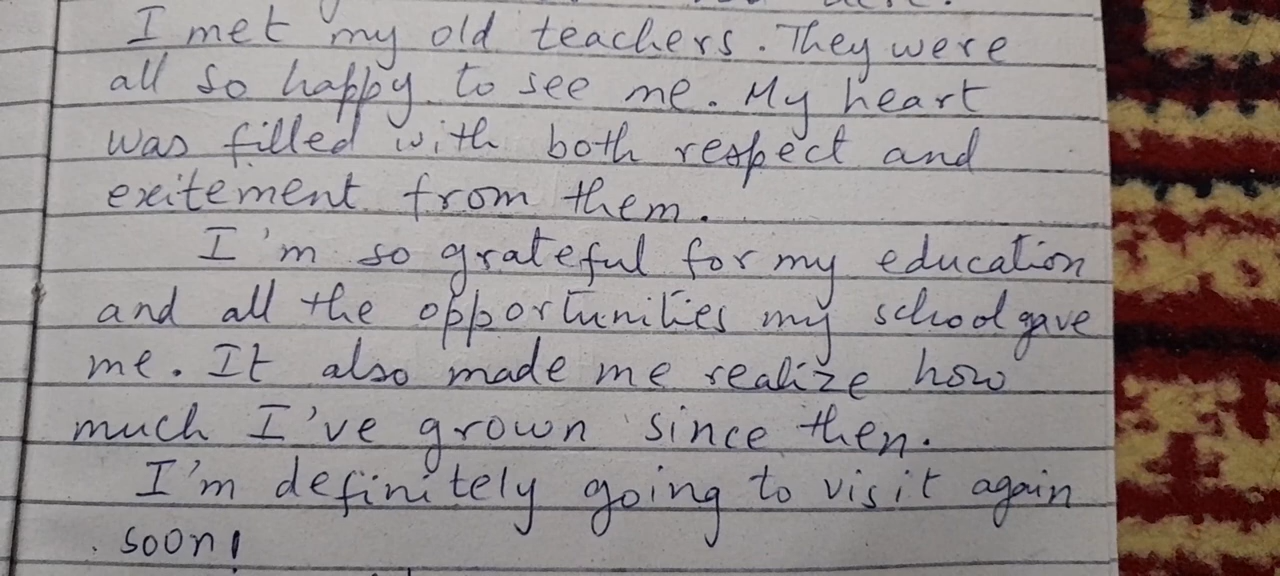 I met my old teachers. They were
all so happy to see me. My heart
was filled with both respect and
exitement from them.
I'm so grateful for my education
and all the opportunities my school gave
me. It also made me realize how
much I've grown since then.
I'm definitely going to visit again
soon!